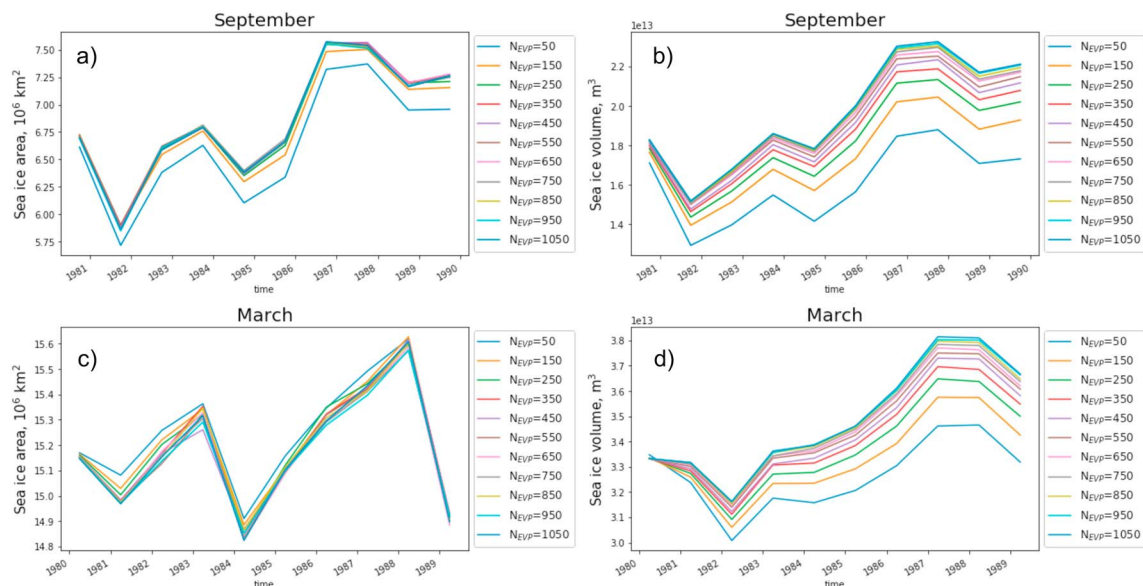 September
a)
Sea ice area, 10⁶ km²
7.50
7.25
7.00
6.75
6.50
6.25
6.00
5.75
1981 1982 1983 1984 1985 1986 1987 1988 1989 1990
time
N_EVP=50
N_EVP=150
N_EVP=250
N_EVP=350
N_EVP=450
N_EVP=550
N_EVP=650
N_EVP=750
N_EVP=850
N_EVP=950
N_EVP=1050
September
1e13
b)
Sea ice volume, m³
2.2
2.0
1.8
1.6
1.4
1981 1982 1983 1984 1985 1986 1987 1988 1989 1990
time
N_EVP=50
N_EVP=150
N_EVP=250
N_EVP=350
N_EVP=450
N_EVP=550
N_EVP=650
N_EVP=750
N_EVP=850
N_EVP=950
N_EVP=1050
March
c)
Sea ice area, 10⁶ km²
15.6
15.5
15.4
15.3
15.2
15.1
15.0
14.9
14.8
1980 1981 1982 1983 1984 1985 1986 1987 1988 1989
time
N_EVP=50
N_EVP=150
N_EVP=250
N_EVP=350
N_EVP=450
N_EVP=550
N_EVP=650
N_EVP=750
N_EVP=850
N_EVP=950
N_EVP=1050
March
1e13
d)
Sea ice volume, m³
3.8
3.7
3.6
3.5
3.4
3.3
3.2
3.1
3.0
1980 1981 1982 1983 1984 1985 1986 1987 1988 1989
time
N_EVP=50
N_EVP=150
N_EVP=250
N_EVP=350
N_EVP=450
N_EVP=550
N_EVP=650
N_EVP=750
N_EVP=850
N_EVP=950
N_EVP=1050